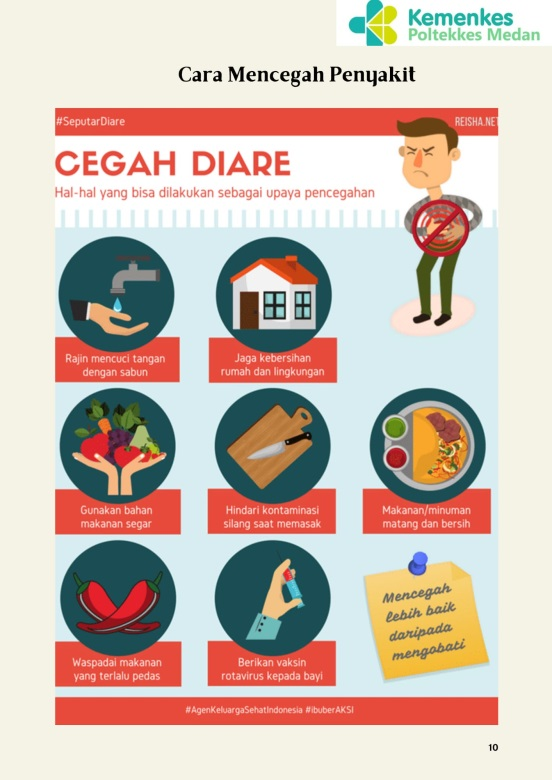 Kemenkes
Poltekkes Medan
Cara Mencegah Penyakit
#SeputarDiare
REISHA.NET
CEGAH DIARE
Hal-hal yang bisa dilakukan sebagai upaya pencegahan
Rajin mencuci tangan
dengan sabun
Jaga kebersihan
rumah dan lingkungan
Gunakan bahan
makanan segar
Hindari kontaminasi
silang saat memasak
Makanan/minuman
matang dan bersih
Waspadai makanan
yang terlalu pedas
Berikan vaksin
rotavirus kepada bayi
Mencegah
lebih baik
daripada
mengobati
#AgenKeluargaSehatIndonesia #ibuberAKSI
10